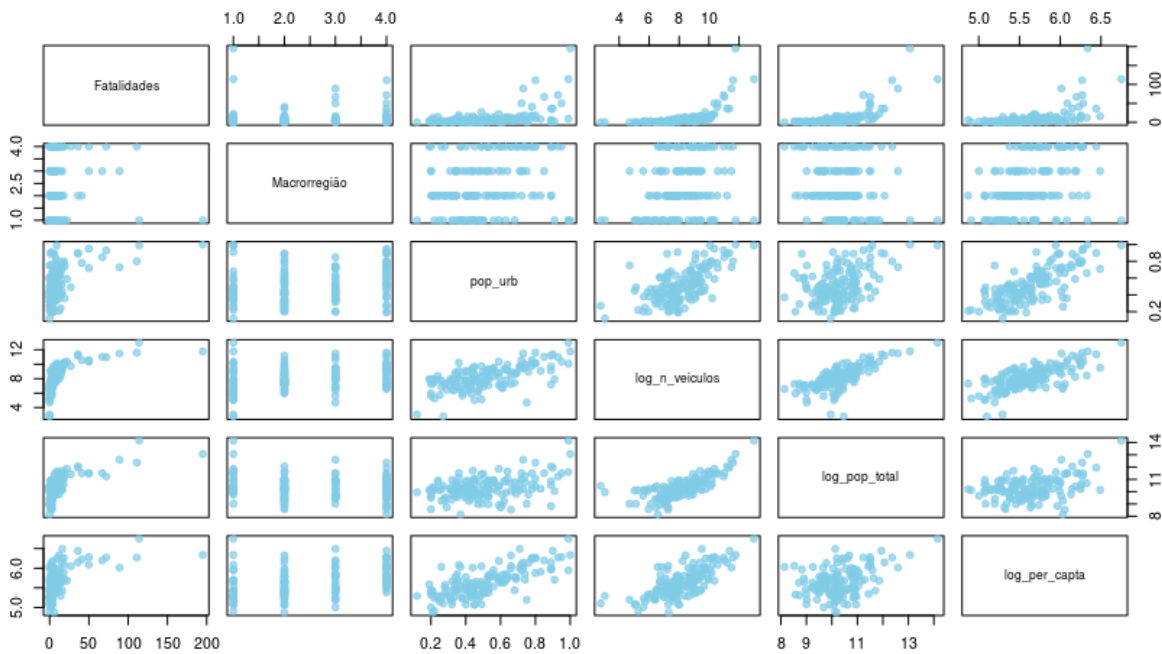 1.0 2.0 3.0 4.0
4 6 8 10
5.0 5.5 6.0 6.5
Fatalidades
0 100
1.0 2.5 4.0
Macrorregião
pop_urb
0.2 0.8
4 8 12
log_n_veiculos
log_pop_total
8 11 14
5.0 6.0
log_per_capta
0 50 100 150 200
0.2 0.4 0.6 0.8 1.0
8 9 11 13